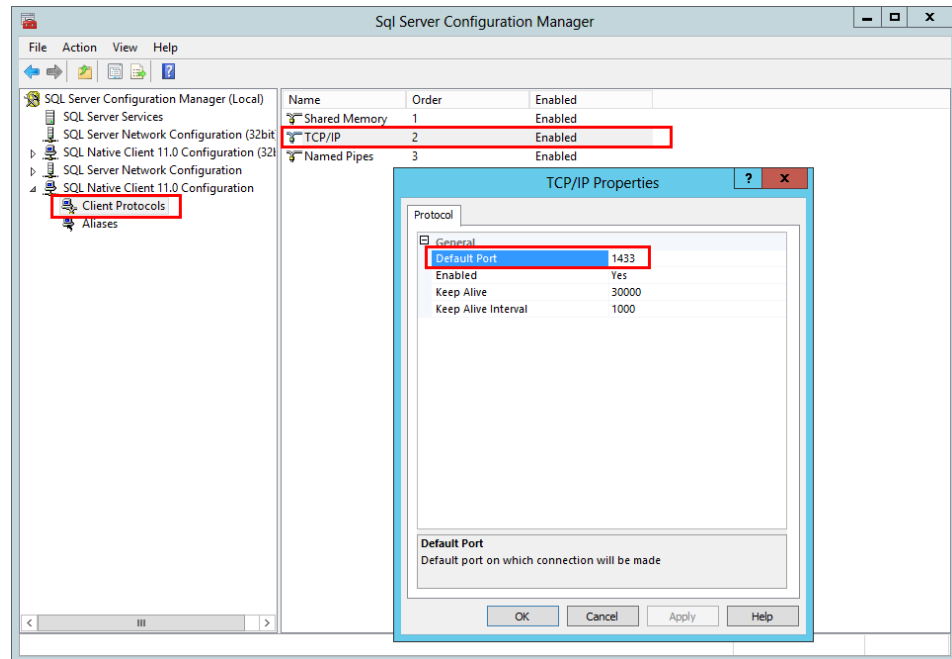 Sql Server Configuration Manager
File Action View Help
SQL Server Configuration Manager (Local)
SQL Server Services
SQL Server Network Configuration (32bit
SQL Native Client 11.0 Configuration (32b
SQL Server Network Configuration
SQL Native Client 11.0 Configuration
Client Protocols
Aliases
Name Order Enabled
Shared Memory 1 Enabled
TCP/IP 2 Enabled
Named Pipes 3 Enabled
TCP/IP Properties
Protocol
General
Default Port 1433
Enabled Yes
Keep Alive 30000
Keep Alive Interval 1000
Default Port
Default port on which connection will be made
OK Cancel Apply Help